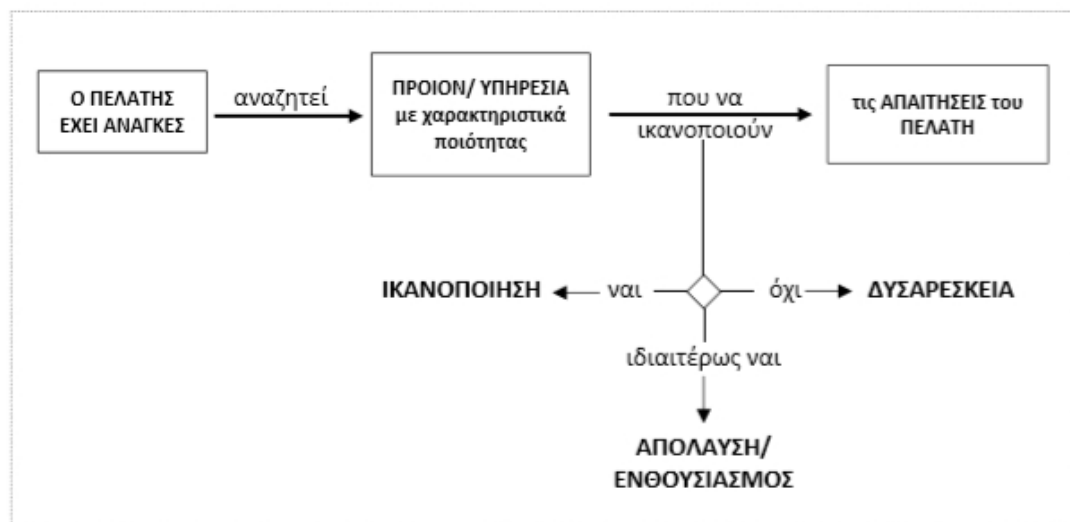 Ο ΠΕΛΑΤΗΣ
ΕΧΕΙ ΑΝΑΓΚΕΣ
αναζητεί
ΠΡΟΙΟΝ/ ΥΠΗΡΕΣΙΑ
με χαρακτηριστικά
ποιότητας
που να
ικανοποιούν
τις ΑΠΑΙΤΗΣΕΙΣ του
ΠΕΛΑΤΗ
ΙΚΑΝΟΠΟΙΗΣΗ
ναι
όχι
ΔΥΣΑΡΕΣΚΕΙΑ
ιδιαιτέρως ναι
ΑΠΟΛΑΥΣΗ/
ΕΝΘΟΥΣΙΑΣΜΟΣ